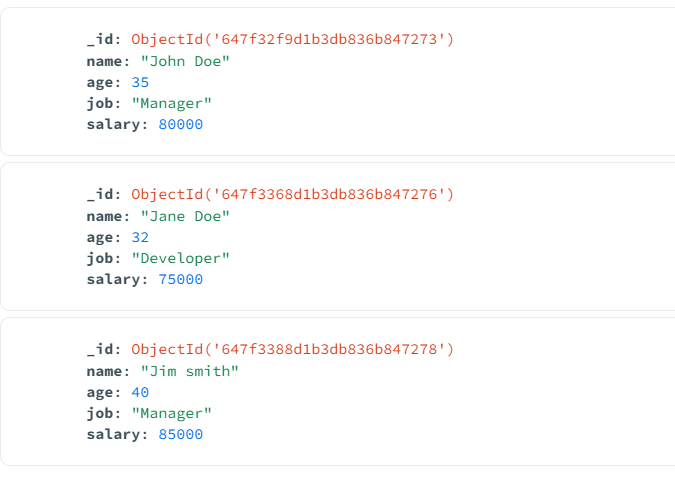 _id: ObjectId('647f32f9d1b3db836b847273')
name: "John Doe"
age: 35
job: "Manager"
salary: 80000
_id: ObjectId('647f3368d1b3db836b847276')
name: "Jane Doe"
age: 32
job: "Developer"
salary: 75000
_id: ObjectId('647f3388d1b3db836b847278')
name: "Jim smith"
age: 40
job: "Manager"
salary: 85000